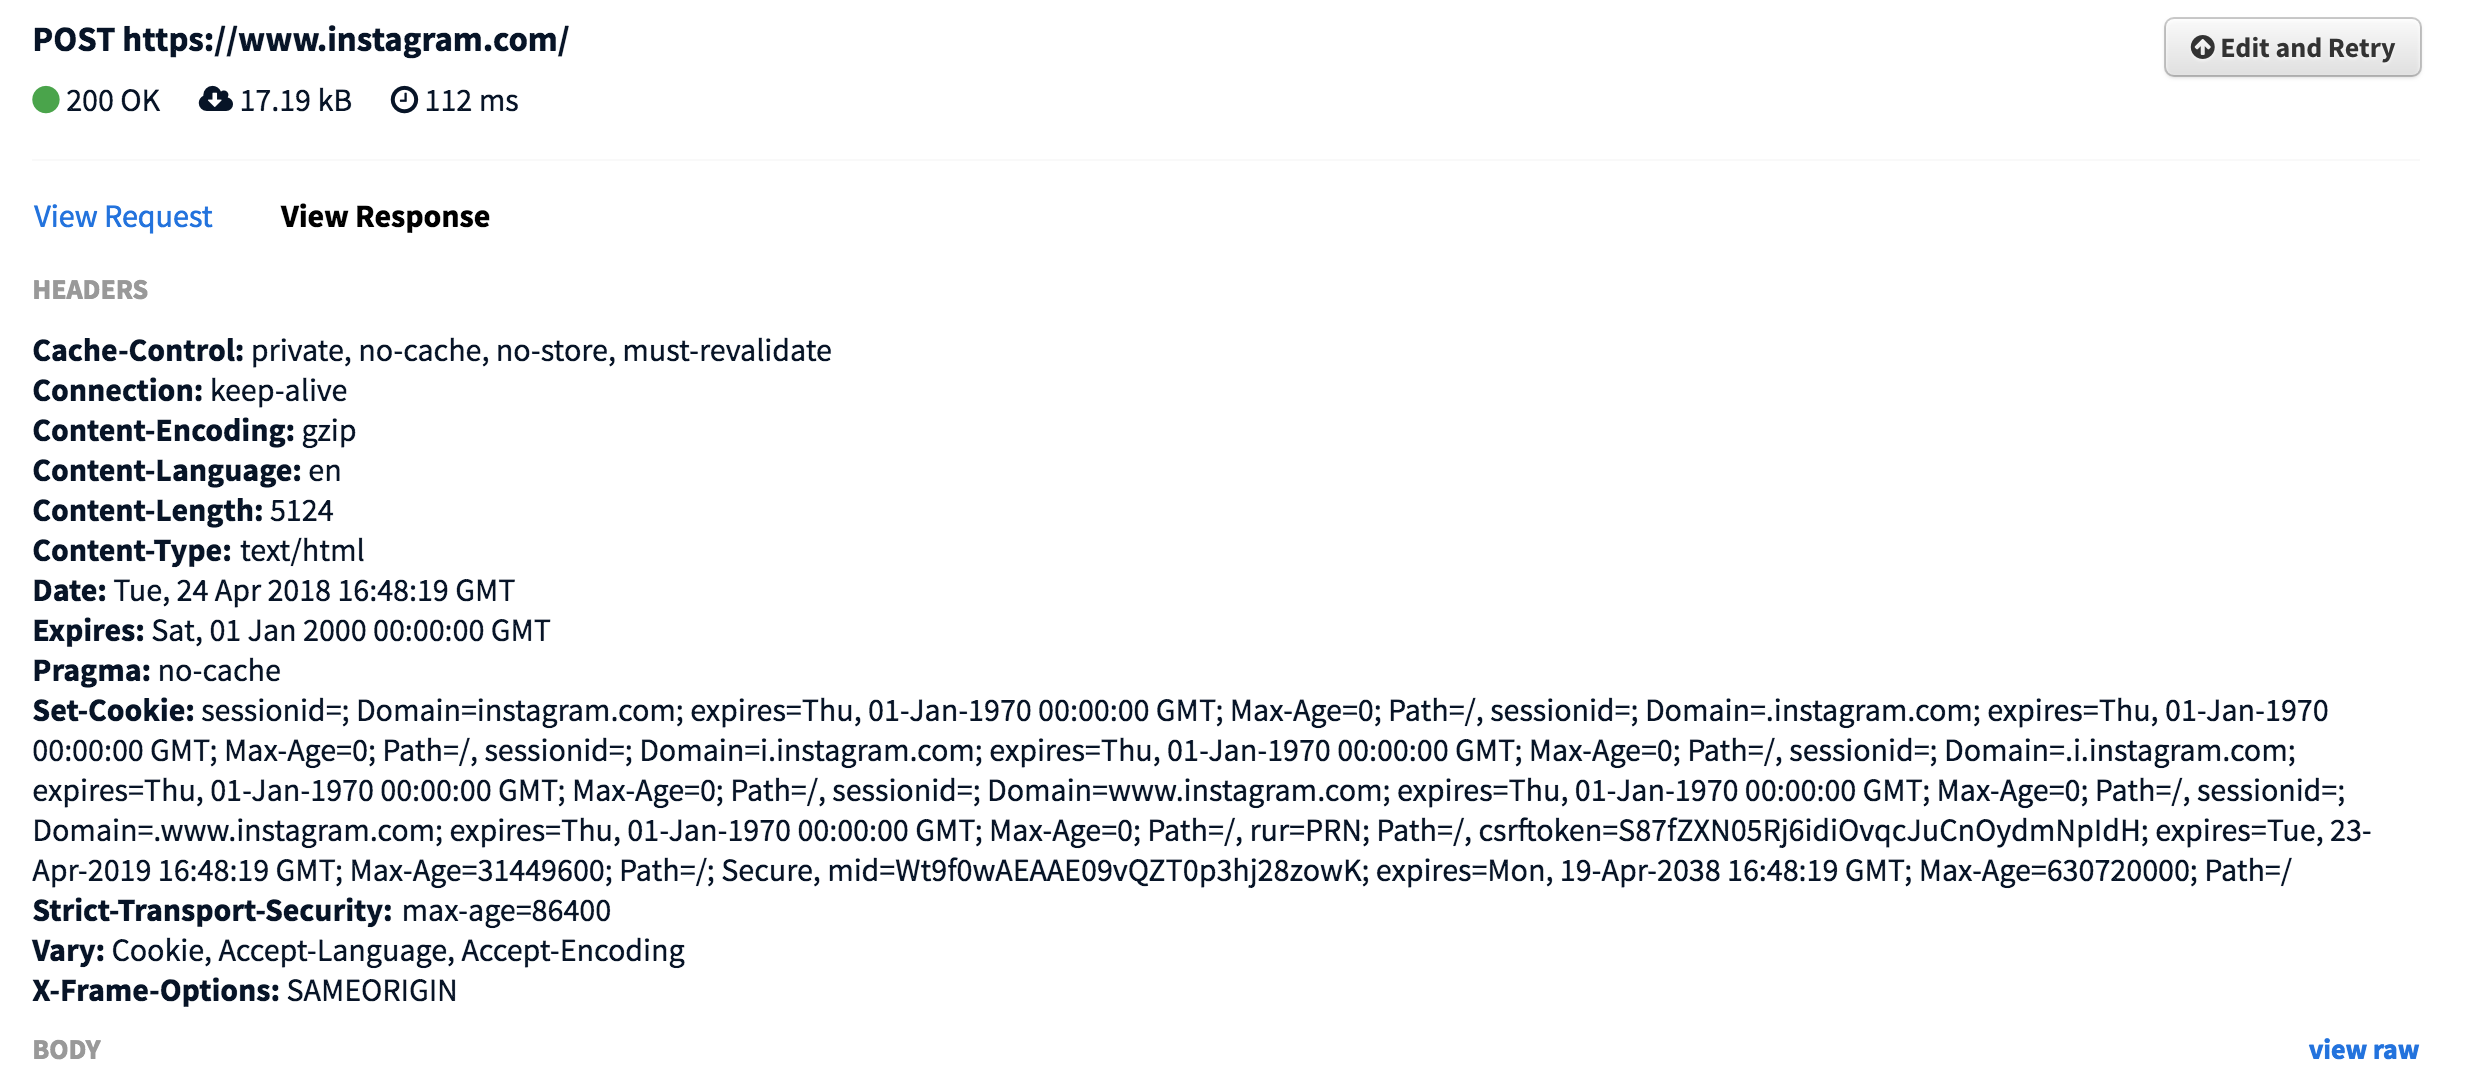 POST https://www.instagram.com/
Edit and Retry
200 OK 17.19 kB 112 ms
View Request View Response
HEADERS
Cache-Control: private, no-cache, no-store, must-revalidate
Connection: keep-alive
Content-Encoding: gzip
Content-Language: en
Content-Length: 5124
Content-Type: text/html
Date: Tue, 24 Apr 2018 16:48:19 GMT
Expires: Sat, 01 Jan 2000 00:00:00 GMT
Pragma: no-cache
Set-Cookie: sessionid=; Domain=instagram.com; expires=Thu, 01-Jan-1970 00:00:00 GMT; Max-Age=0; Path=/, sessionid=; Domain=.instagram.com; expires=Thu, 01-Jan-1970
00:00:00 GMT; Max-Age=0; Path=/, sessionid=; Domain=i.instagram.com; expires=Thu, 01-Jan-1970 00:00:00 GMT; Max-Age=0; Path=/, sessionid=; Domain=.i.instagram.com;
expires=Thu, 01-Jan-1970 00:00:00 GMT; Max-Age=0; Path=/, sessionid=; Domain=www.instagram.com; expires=Thu, 01-Jan-1970 00:00:00 GMT; Max-Age=0; Path=/, sessionid=;
Domain=.www.instagram.com; expires=Thu, 01-Jan-1970 00:00:00 GMT; Max-Age=0; Path=/, rur=PRN; Path=/, csrftoken=S87fZXN05Rj6idiOvqcJuCnOydmNpIdH; expires=Tue, 23-
Apr-2019 16:48:19 GMT; Max-Age=31449600; Path=/; Secure, mid=Wt9f0wAEAAE09vQZT0p3hj28zowK; expires=Mon, 19-Apr-2038 16:48:19 GMT; Max-Age=630720000; Path=/
Strict-Transport-Security: max-age=86400
Vary: Cookie, Accept-Language, Accept-Encoding
X-Frame-Options: SAMEORIGIN
BODY
view raw